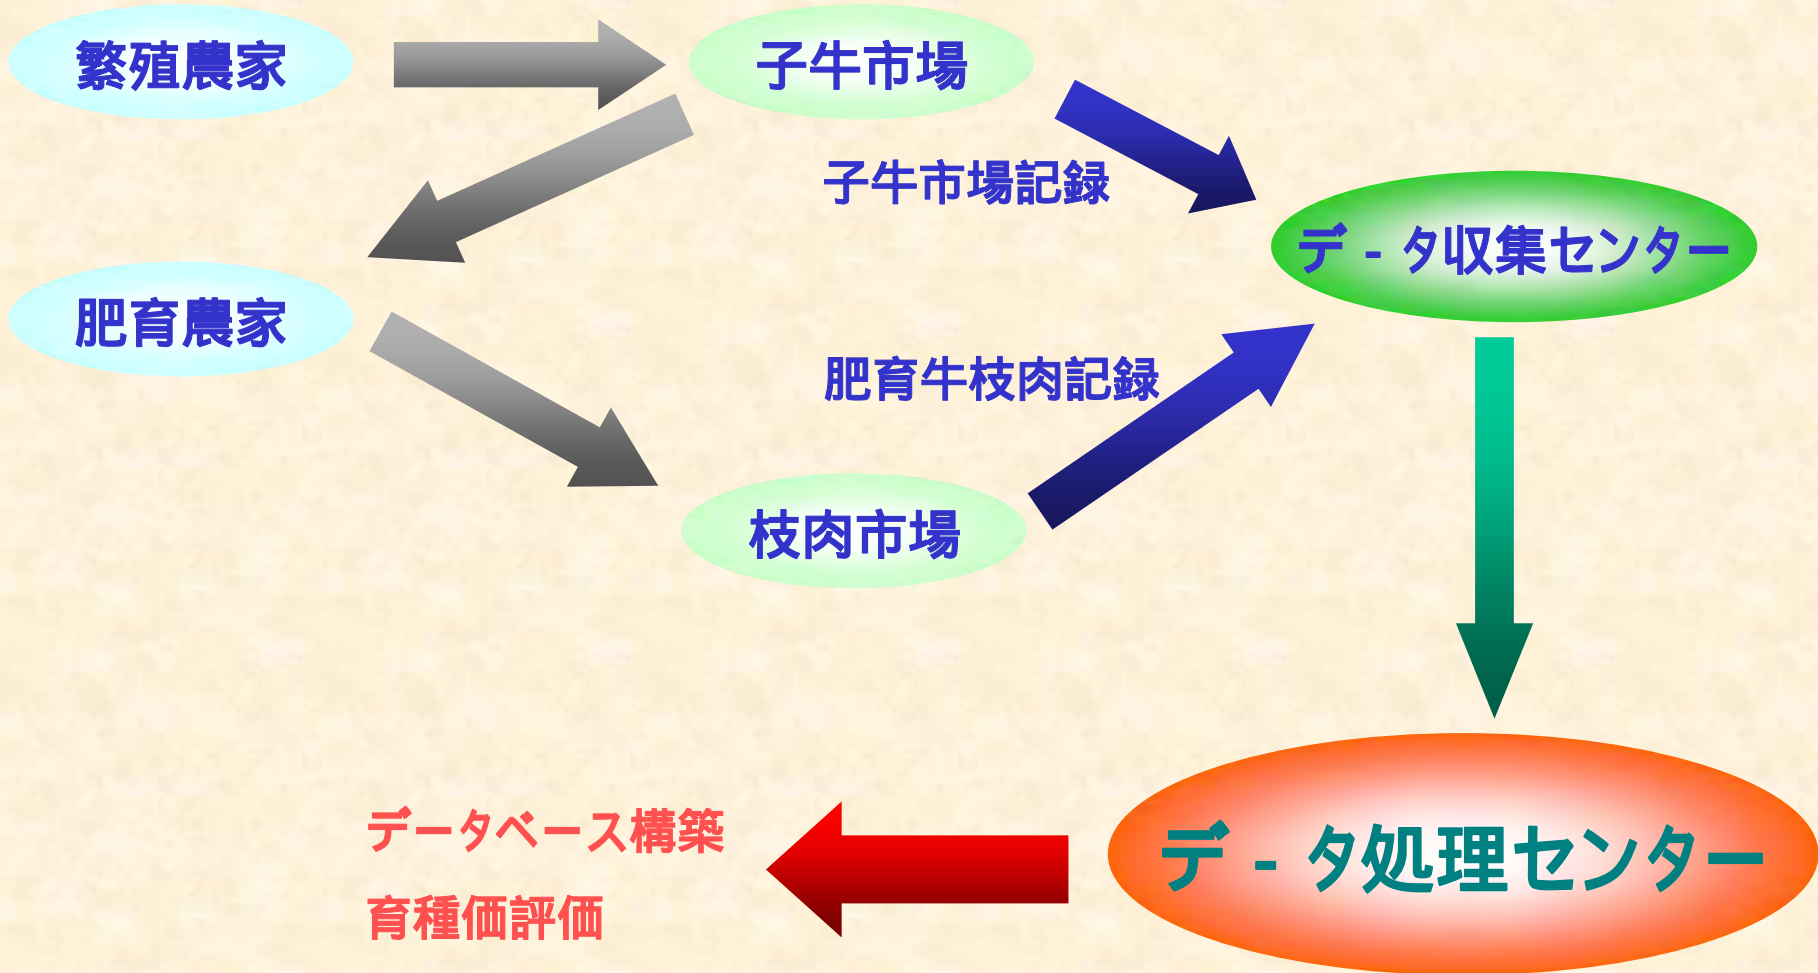 繁殖農家
子牛市場
子牛市場記録
デ-タ収集センター
肥育農家
肥育牛枝肉記録
枝肉市場
データベース構築
デ-タ処理センター
育種価評価